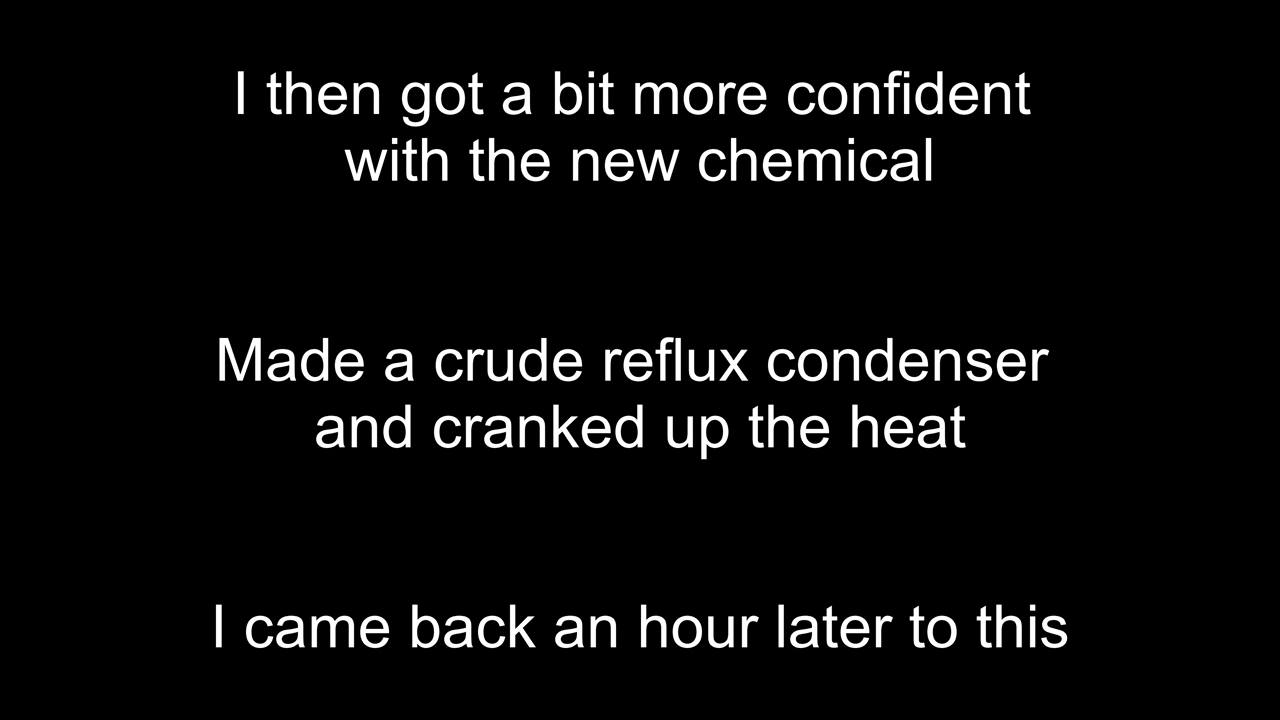 I then got a bit more confident
with the new chemical
Made a crude reflux condenser
and cranked up the heat
I came back an hour later to this